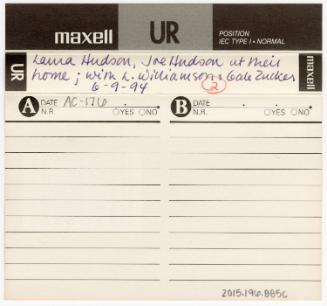 maxell UR POSITION
IEC TYPE I • NORMAL
UR Laura Hudson, Joe Hudson at their maxell
home; with L. Williamson & Gale Zucker
6-9-94 2
A DATE AC-176 B DATE
N.R. ○YES ○NO N.R. ○YES ○NO
2015.196.885c